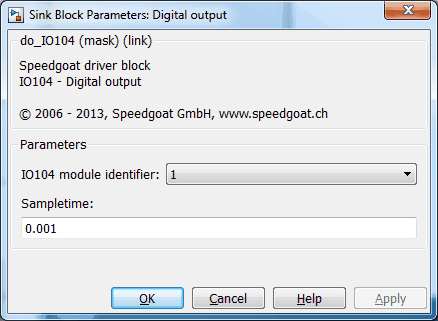 Sink Block Parameters: Digital output
do_IO104 (mask) (link)
Speedgoat driver block
IO104 - Digital output
© 2006 - 2013, Speedgoat GmbH, www.speedgoat.ch
Parameters
IO104 module identifier: 1
Sampletime:
0.001
OK Cancel Help Apply